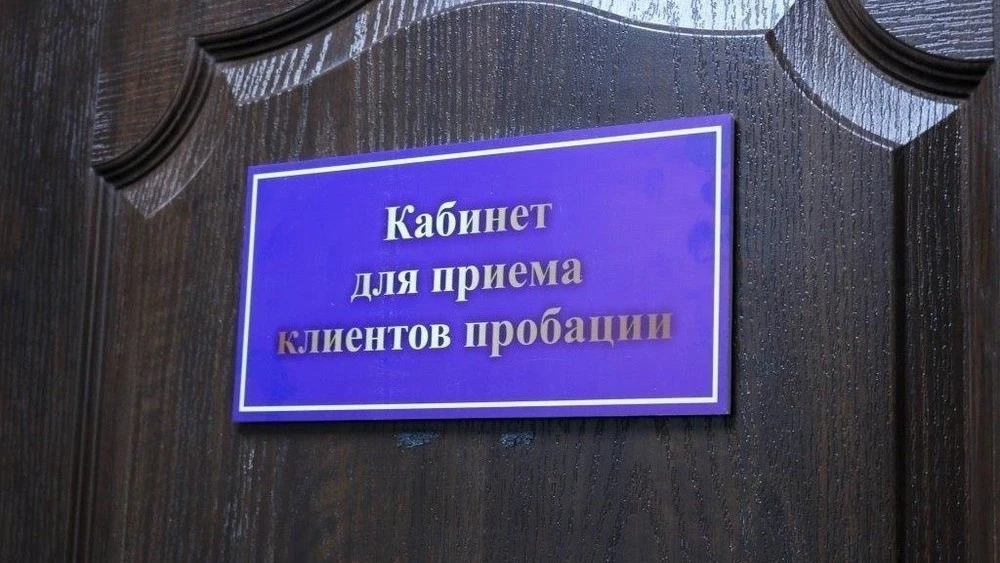 Кабинет
для приема
клиентов пробации